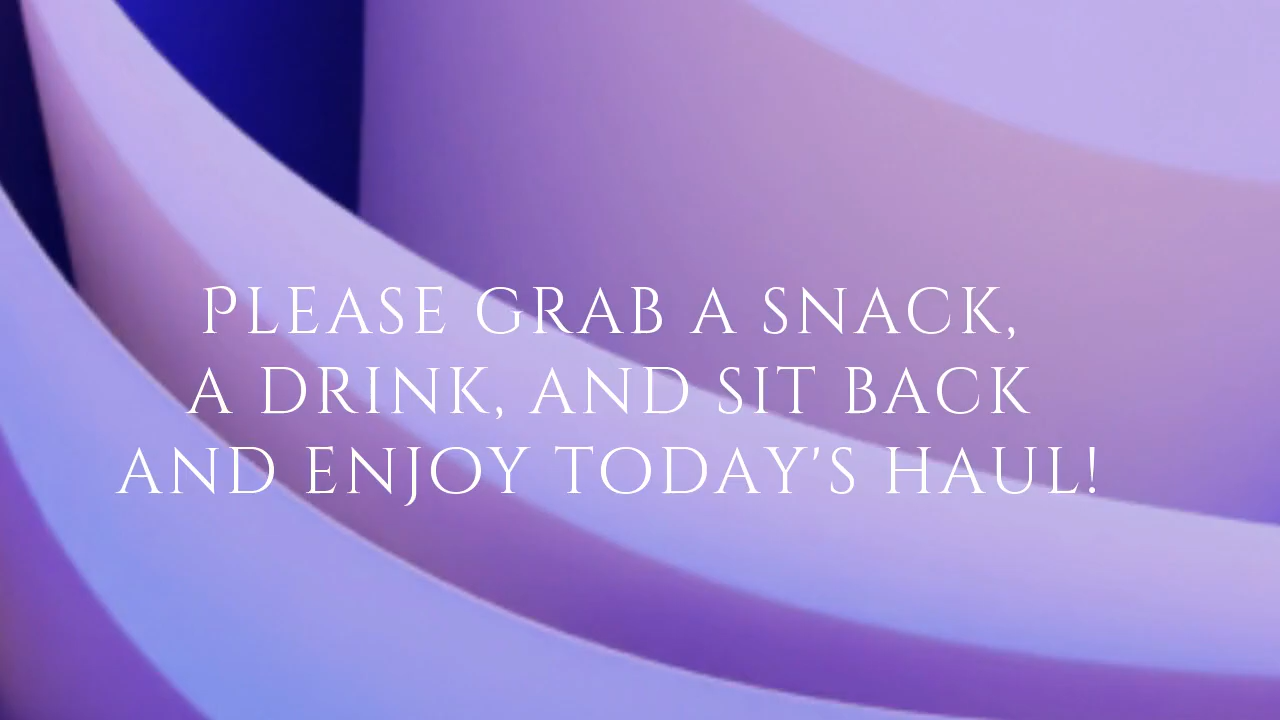 Please grab a snack,
a drink, and sit back
and enjoy today's haul!